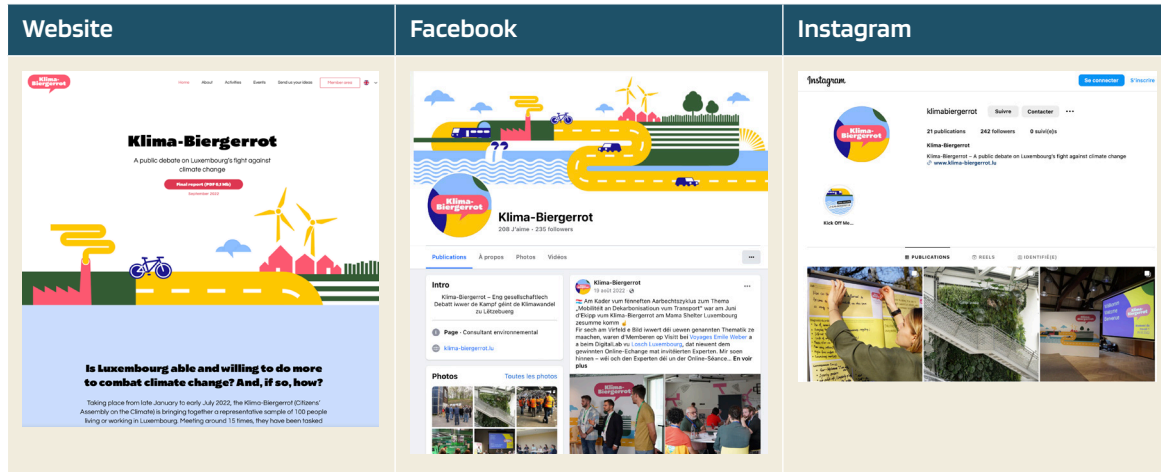 Website
Facebook
Instagram
Klima-
Biergerrot
Home About Activities Events Send us your ideas Member area
Klima-Biergerrot
A public debate on Luxembourg's fight against
climate change
Final report (PDF 6,1 Mb)
September 2022
Is Luxembourg able and willing to do more
to combat climate change? And, if so, how?
Taking place from late January to early July 2022, the Klima-Biergerrot (Citizens'
Assembly on the Climate) is bringing together a representative sample of 100 people
living or working in Luxembourg. Meeting around 15 times, they have been tasked
Klima-
Biergerrot
Klima-Biergerrot
208 J'aime • 235 followers
Publications À propos Photos Vidéos
Intro
Klima-Biergerrot – Eng gesellschaftlech
Debatt iwwer de Kampf géint de Klimawandel
zu Lëtzebuerg
Page · Consultant environnemental
klima-biergerrot.lu
Photos Toutes les photos
Klima-Biergerrot
19 août 2022
Am Kader vum fënneften Aarbechtszyklus zum Thema
„Mobilitéit an Dekarbonisatioun vum Transport" war am Juni
d'Ekipp vum Klima-Biergerrot am Mama Shelter Luxembourg
zesumme komm
Fir sech am Virfeld e Bild iwwert déi uewen genannten Thematik ze
maachen, waren d'Memberen op Visitt bei Voyages Emile Weber a
a beim DigitalLab vu Losch Luxembourg, dat niewent dem
gewinnten Online-Echange mat invitéierten Experten. Mir soen
hinnen – wéi och den Experten déi un der Online-Séance... En voir
plus
Instagram
Se connecter S'inscrire
Klima-
Biergerrot
klimabiergerrot Suivre Contacter
21 publications 242 followers 0 suivi(e)s
Klima-Biergerrot
Klima-Biergerrot – A public debate on Luxembourg's fight against climate change
www.klima-biergerrot.lu
Kick Off Me...
PUBLICATIONS REELS IDENTIFIÉ(E)